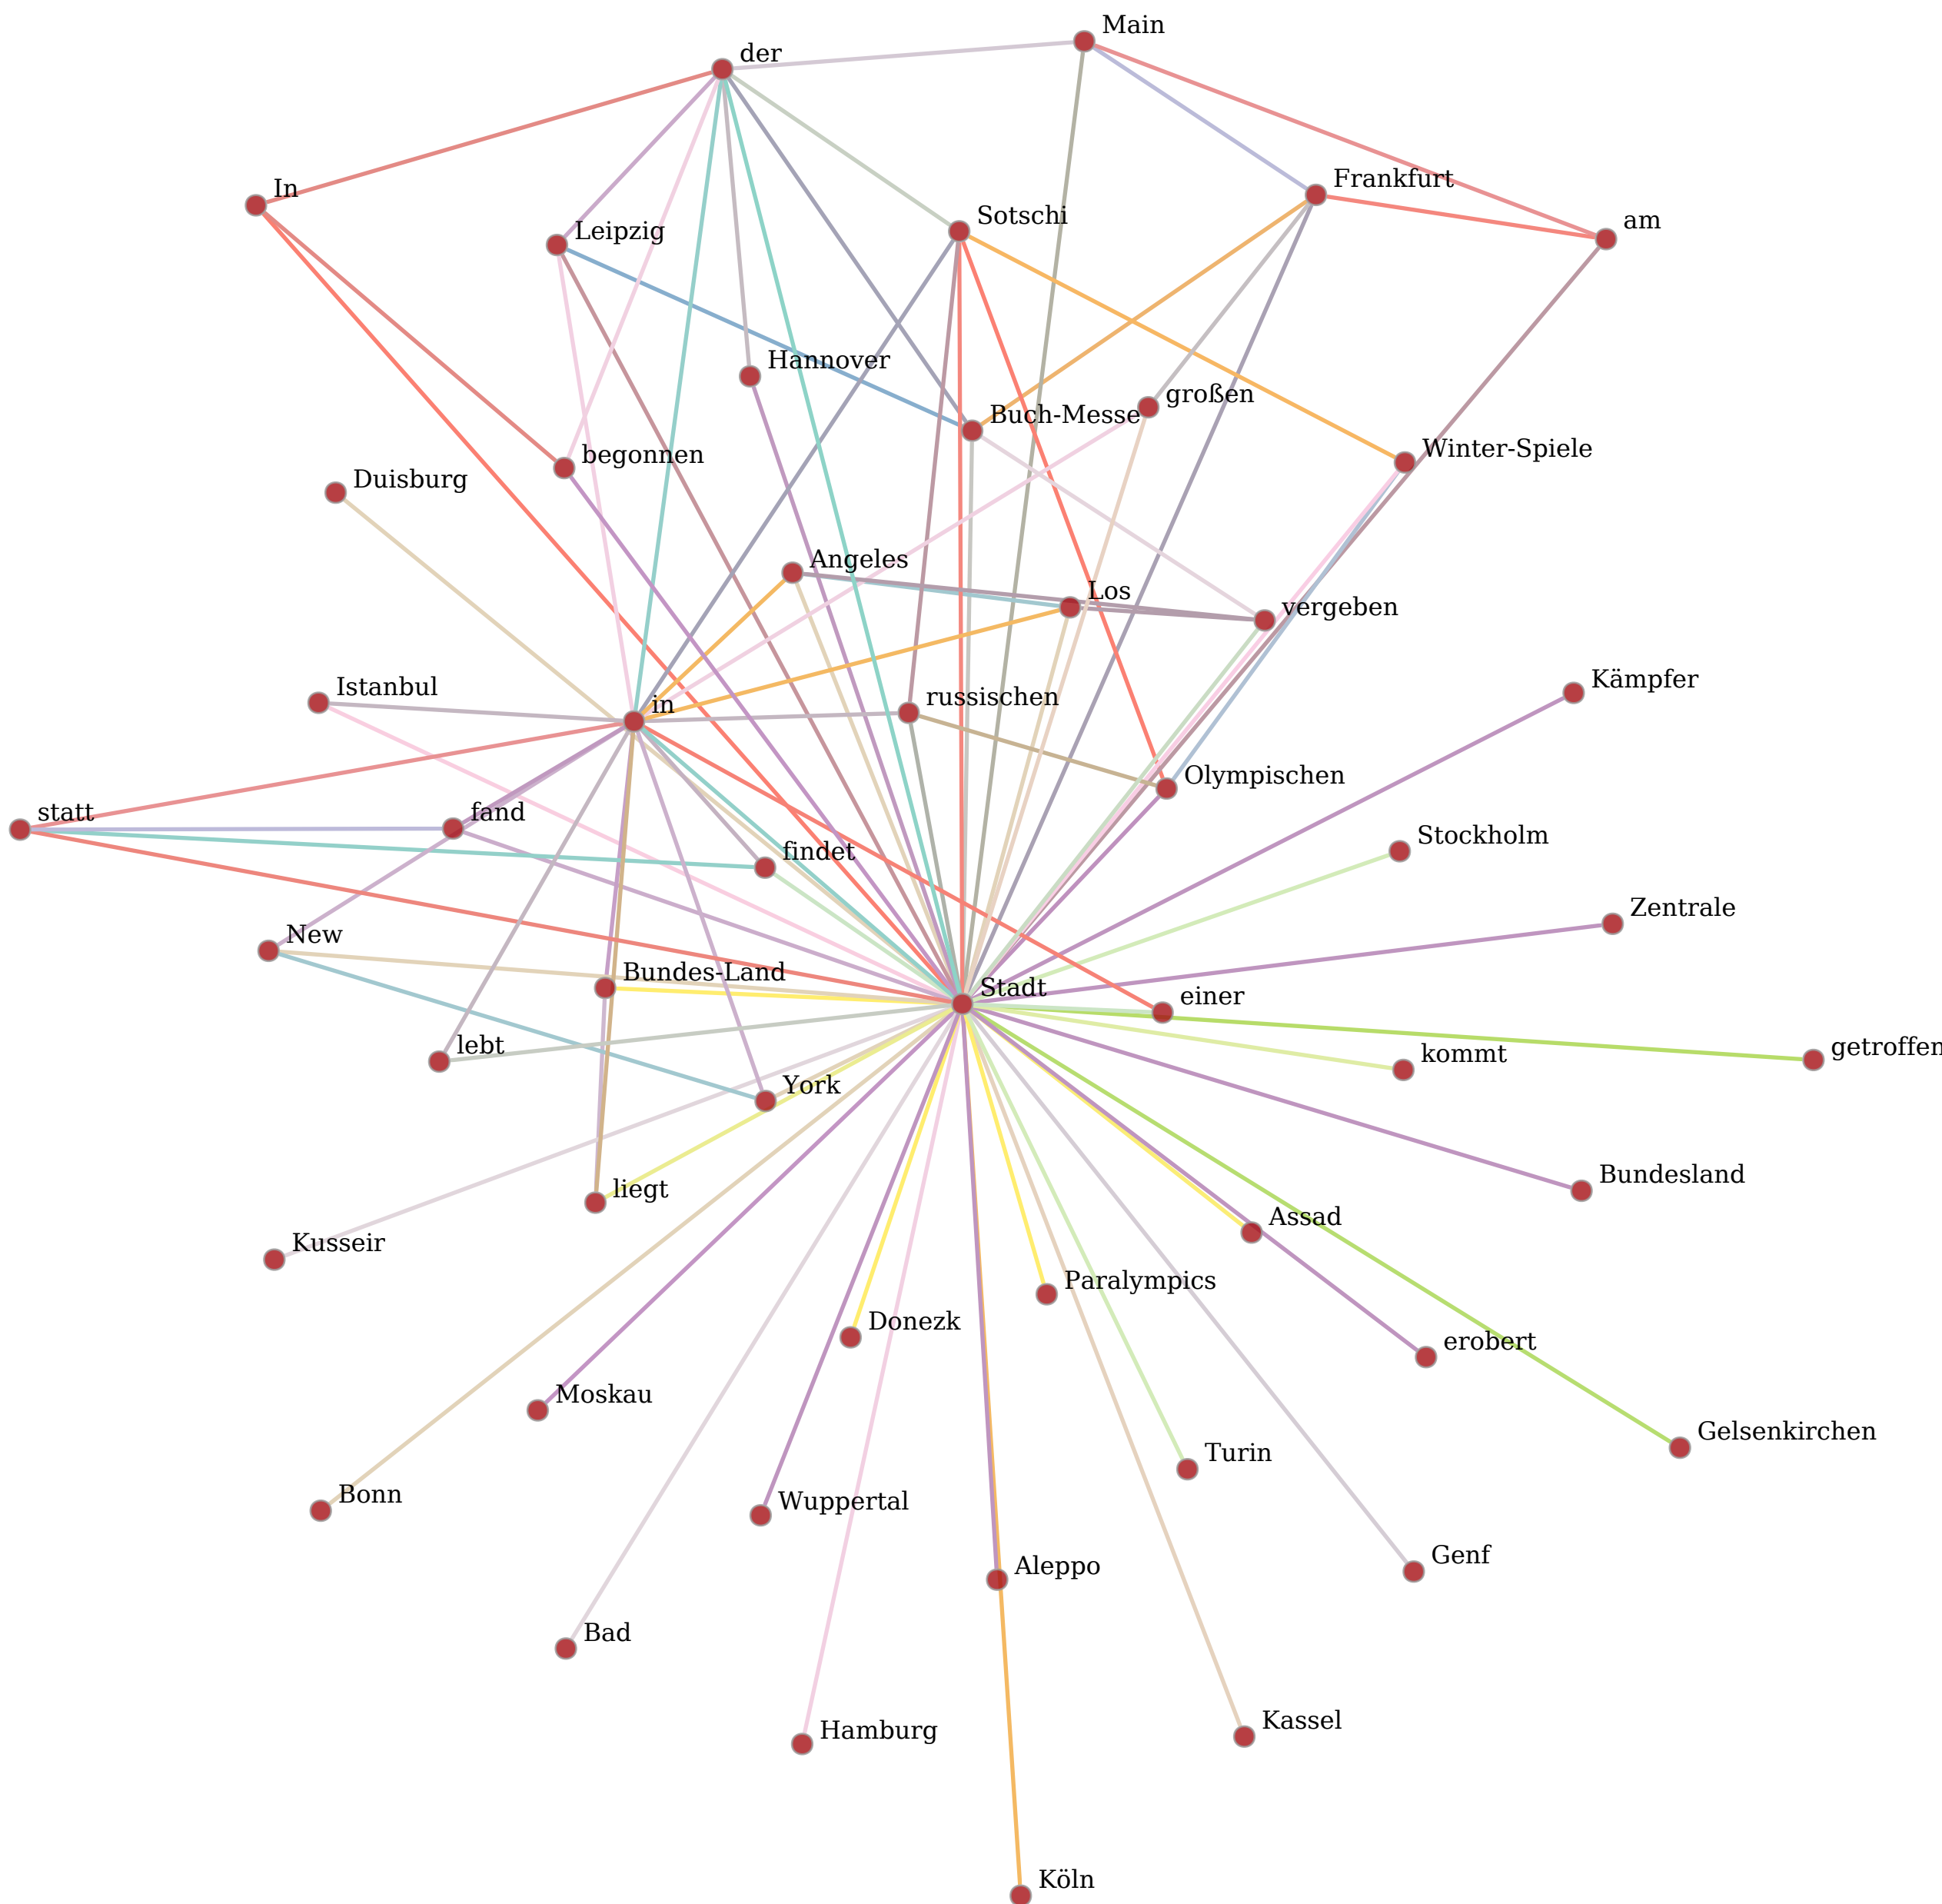 Main
der
Frankfurt
In
Sotschi
am
Leipzig
Hannover
großen
Buch-Messe
Winter-Spiele
begonnen
Duisburg
Angeles
Los
vergeben
Kämpfer
Istanbul
russischen
in
Olympischen
statt
fand
Stockholm
findet
Zentrale
New
Bundes-Land
Stadt
einer
getroffen
lebt
kommt
York
Bundesland
liegt
Assad
Kusseir
Paralympics
Donezk
erobert
Moskau
Gelsenkirchen
Turin
Bonn
Wuppertal
Genf
Aleppo
Bad
Kassel
Hamburg
Köln